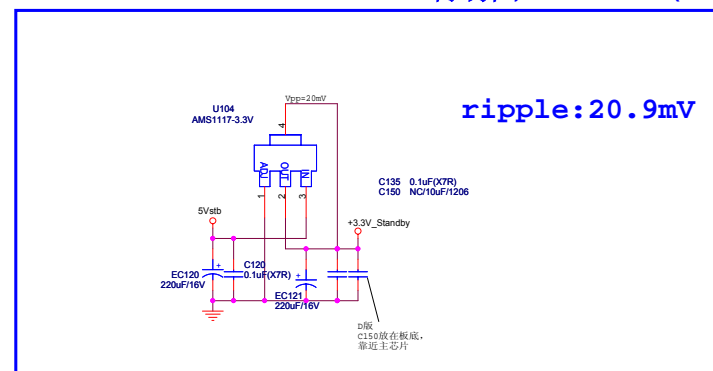 Vpp=20mV
U104
AMS1117-3.3V
ripple:20.9mV
4
ADJ
OUT
IN
1
2
3
C135 0.1uF(X7R)
C150 NC/10uF/1206
5Vstb
+3.3V_Standby
C120
0.1uF(X7R)
EC120
220uF/16V
+
+
EC121
220uF/16V
D版
C150放在板底，
靠近主芯片